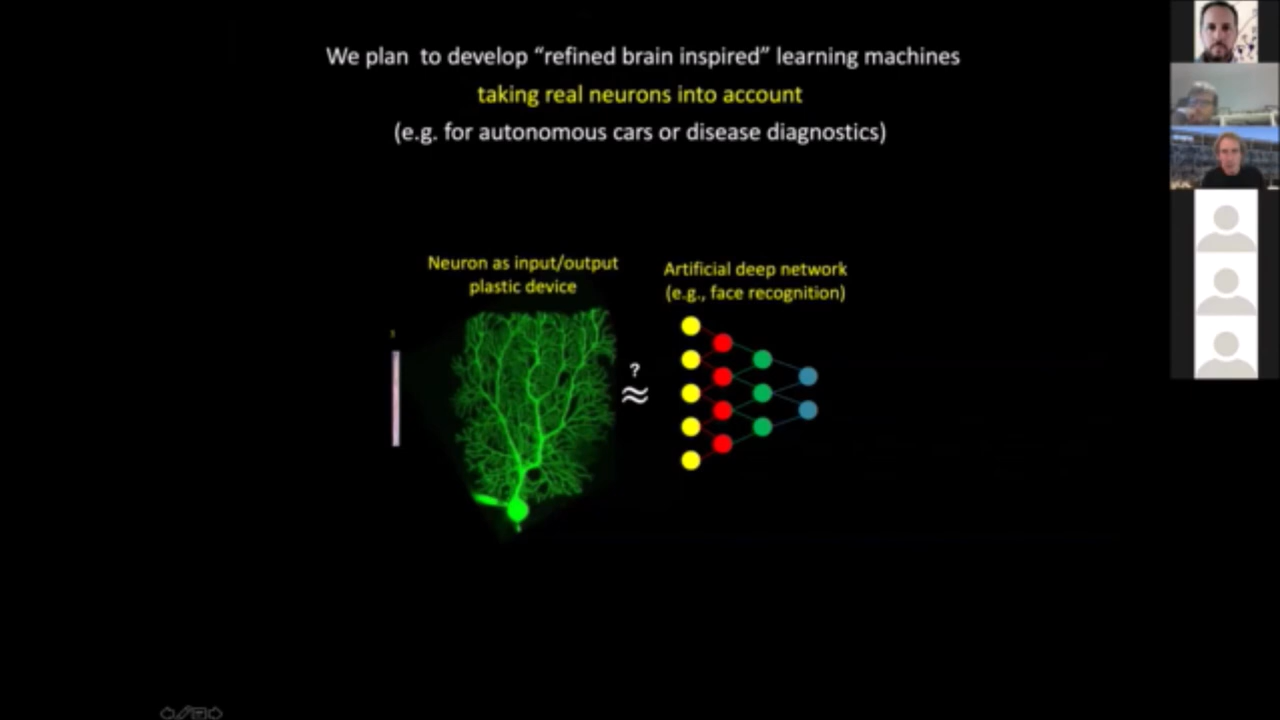 We plan  to develop “refined brain inspired” learning machines
taking real neurons into account
(e.g. for autonomous cars or disease diagnostics)
Neuron as input/output
plastic device
Artificial deep network
(e.g., face recognition)
?
≈